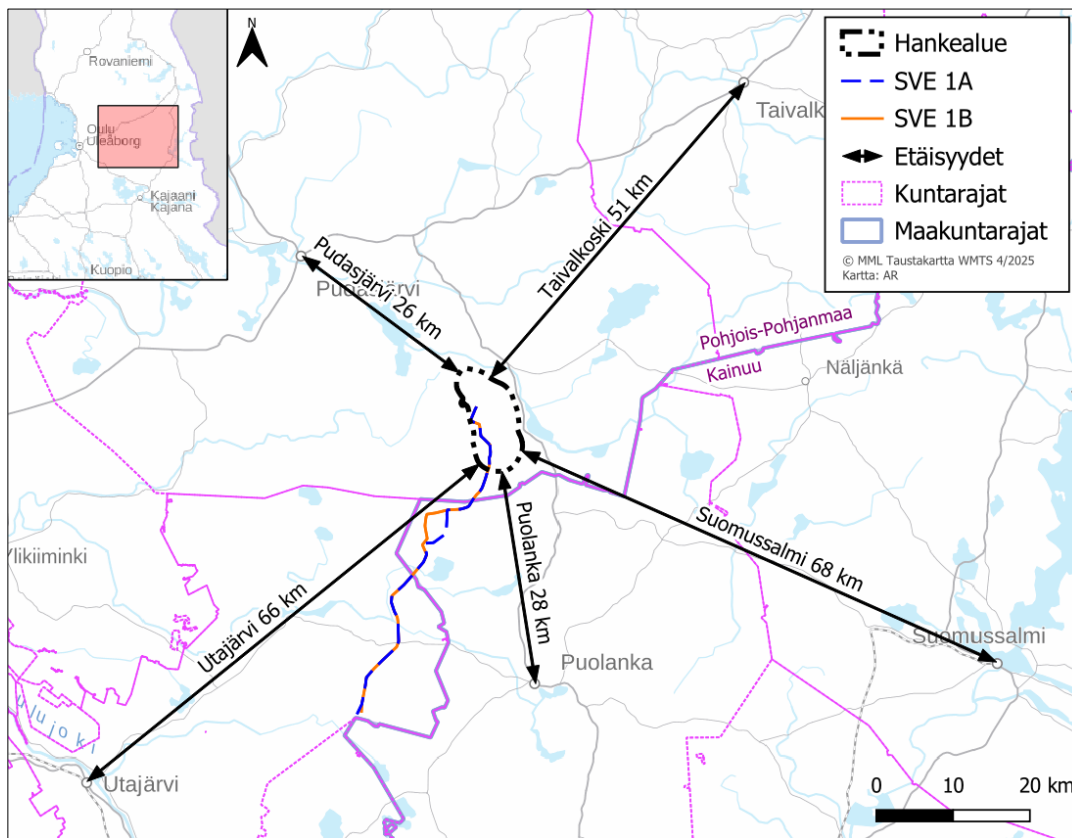 N
Rovaniemi
Oulu
Uleåborg
Kajaani
Kajana
Kuopio
Hankealue
SVE 1A
SVE 1B
Etäisyydet
Kuntarajat
Maakuntarajat
© MML Taustakartta WMTS 4/2025
Kartta: AR
Taivalk
Taivalkoski 51 km
Pudasjärvi 26 km
Pudasjärvi
Pohjois-Pohjanmaa
Kainuu
Näljänkä
Ylikiiminki
Suomussalmi 68 km
Puolanka 28 km
Utajärvi 66 km
Suomussalmi
Puolanka
ulujoki
Utajärvi
0 10 20 km